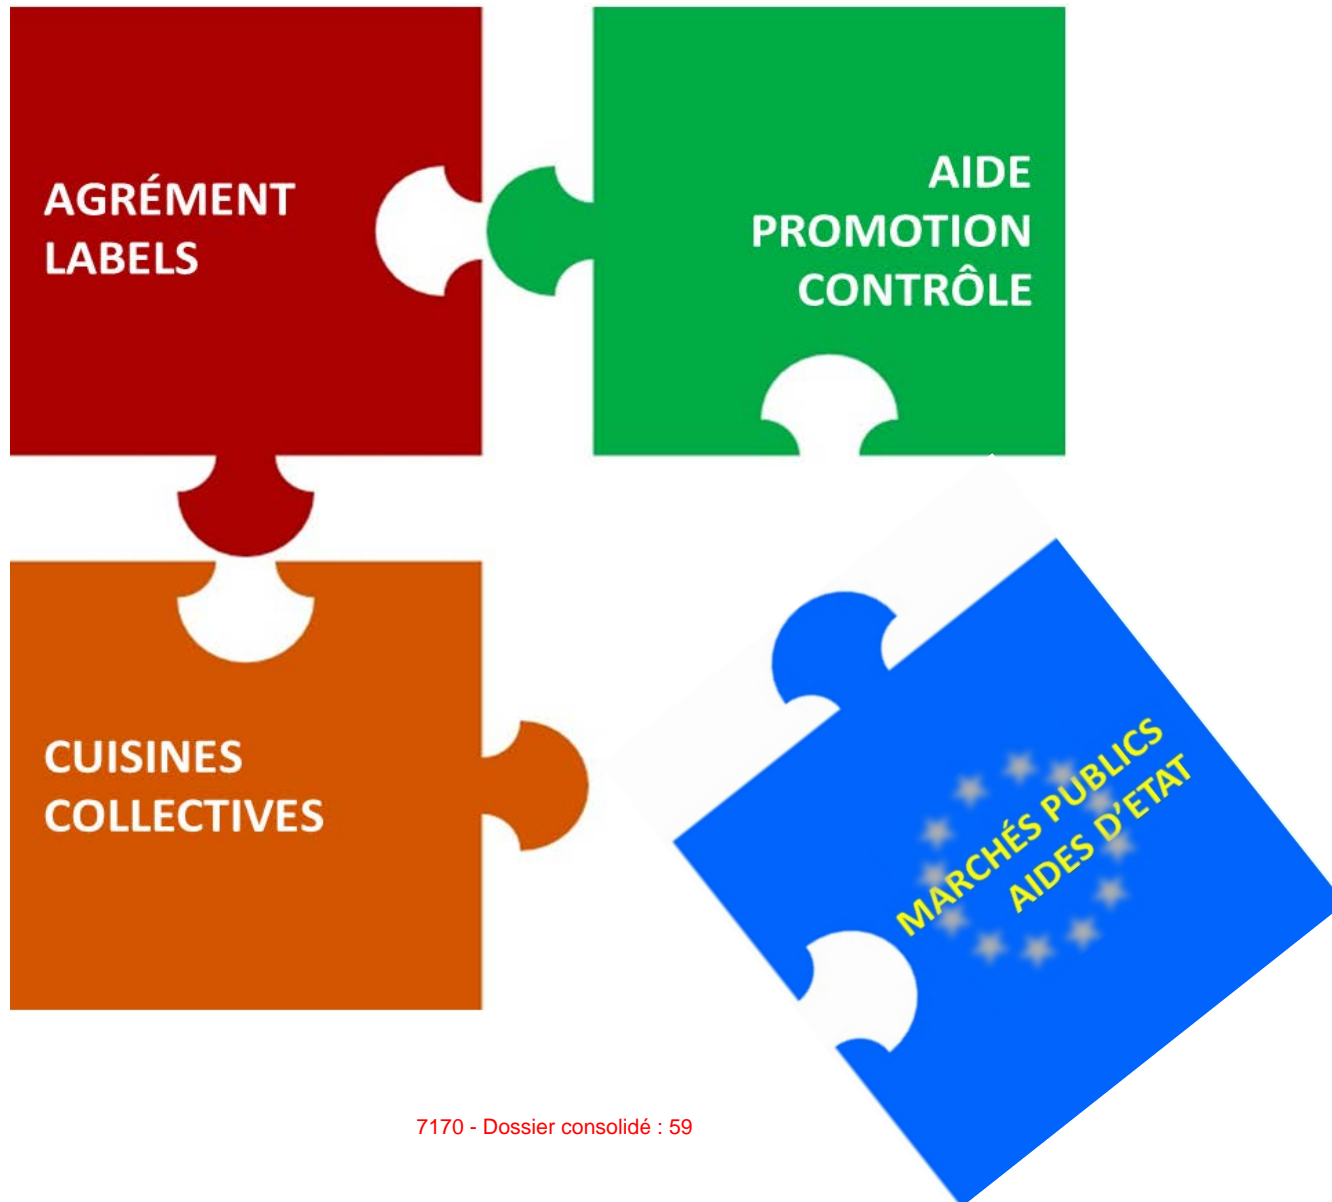 AGRÉMENT
LABELS
AIDE
PROMOTION
CONTRÔLE
CUISINES
COLLECTIVES
MARCHÉS PUBLICS
AIDES D'ETAT
7170 - Dossier consolidé : 59